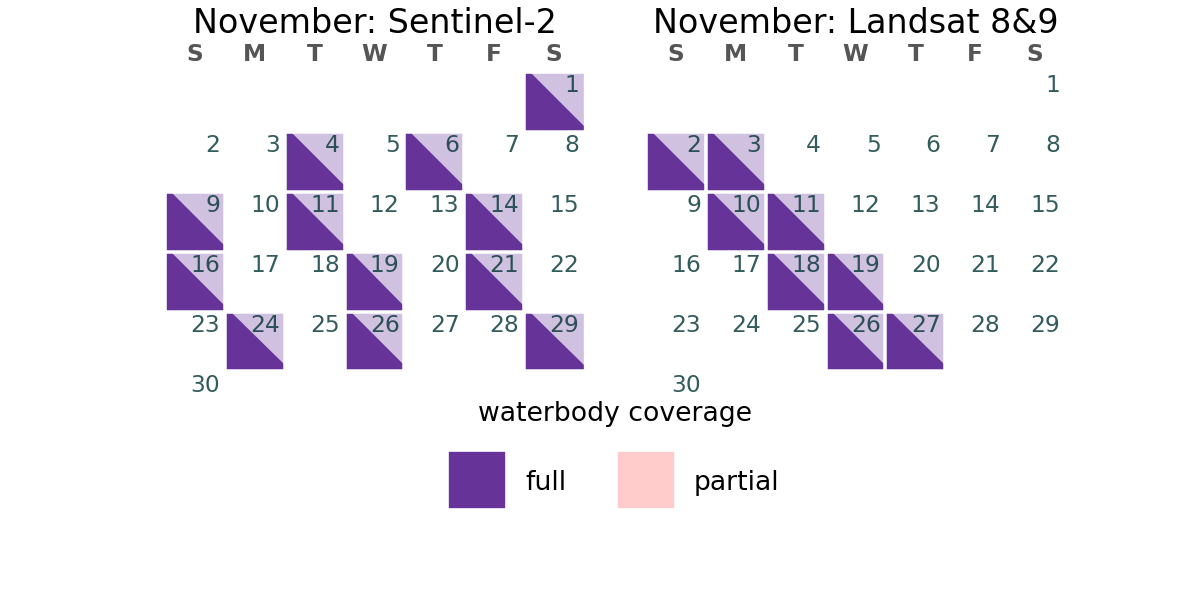 November: Sentinel-2
S M T W T F S
1
2 3 4 5 6 7 8
9 10 11 12 13 14 15
16 17 18 19 20 21 22
23 24 25 26 27 28 29
30
November: Landsat 8&9
S M T W T F S
1
2 3 4 5 6 7 8
9 10 11 12 13 14 15
16 17 18 19 20 21 22
23 24 25 26 27 28 29
30
waterbody coverage
full partial